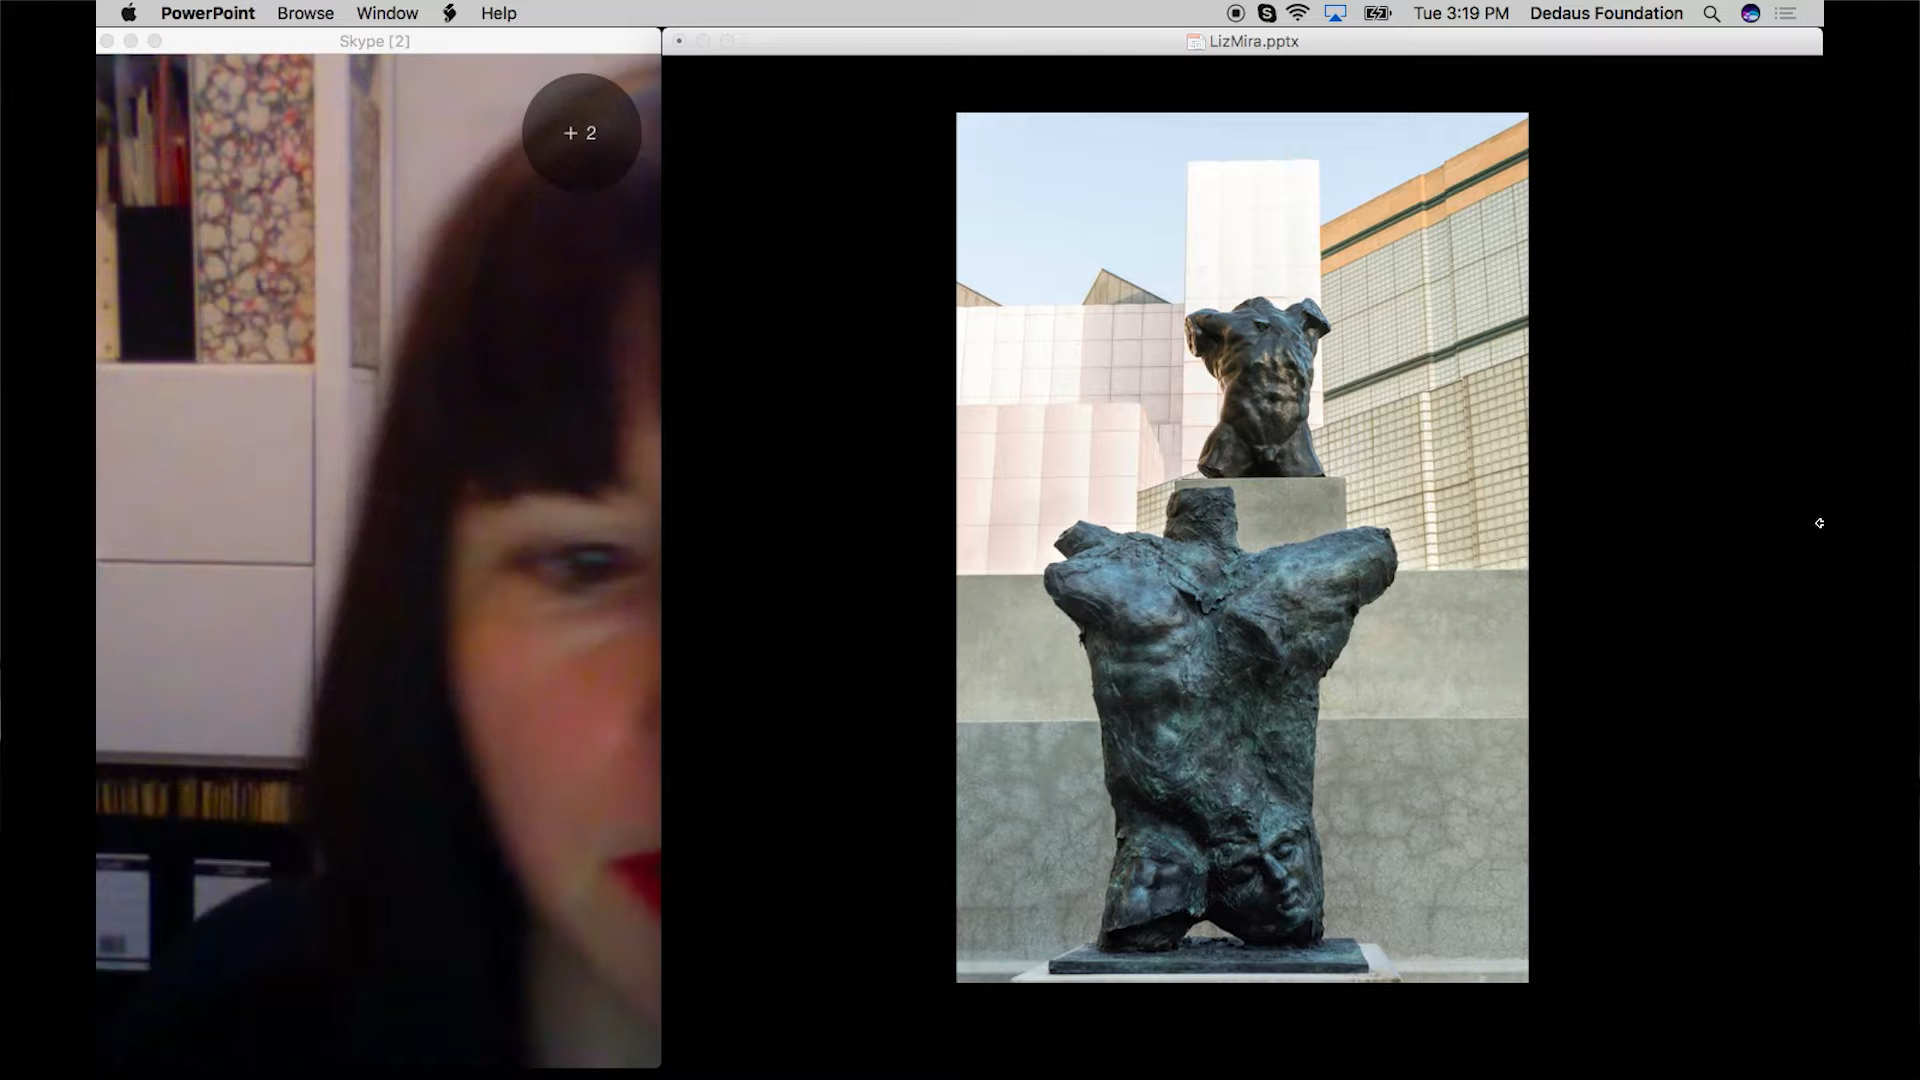 PowerPoint Browse Window Help Tue 3:19 PM Dedaus Foundation
Skype [2]
LizMira.pptx
+ 2